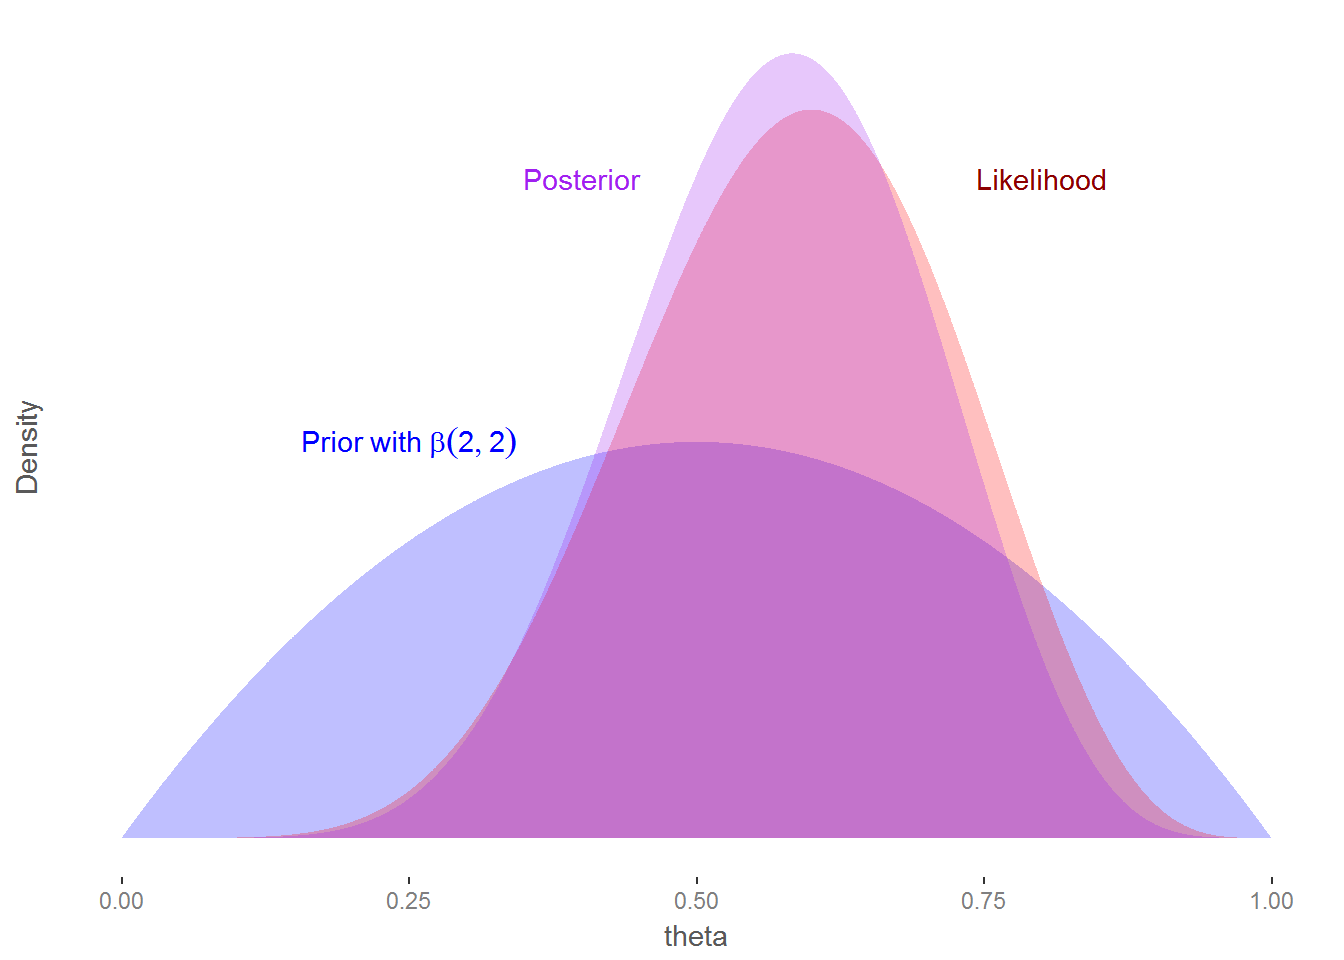 Posterior
Likelihood
Prior with β(2, 2)
Density
0.00
0.25
0.50
0.75
1.00
theta